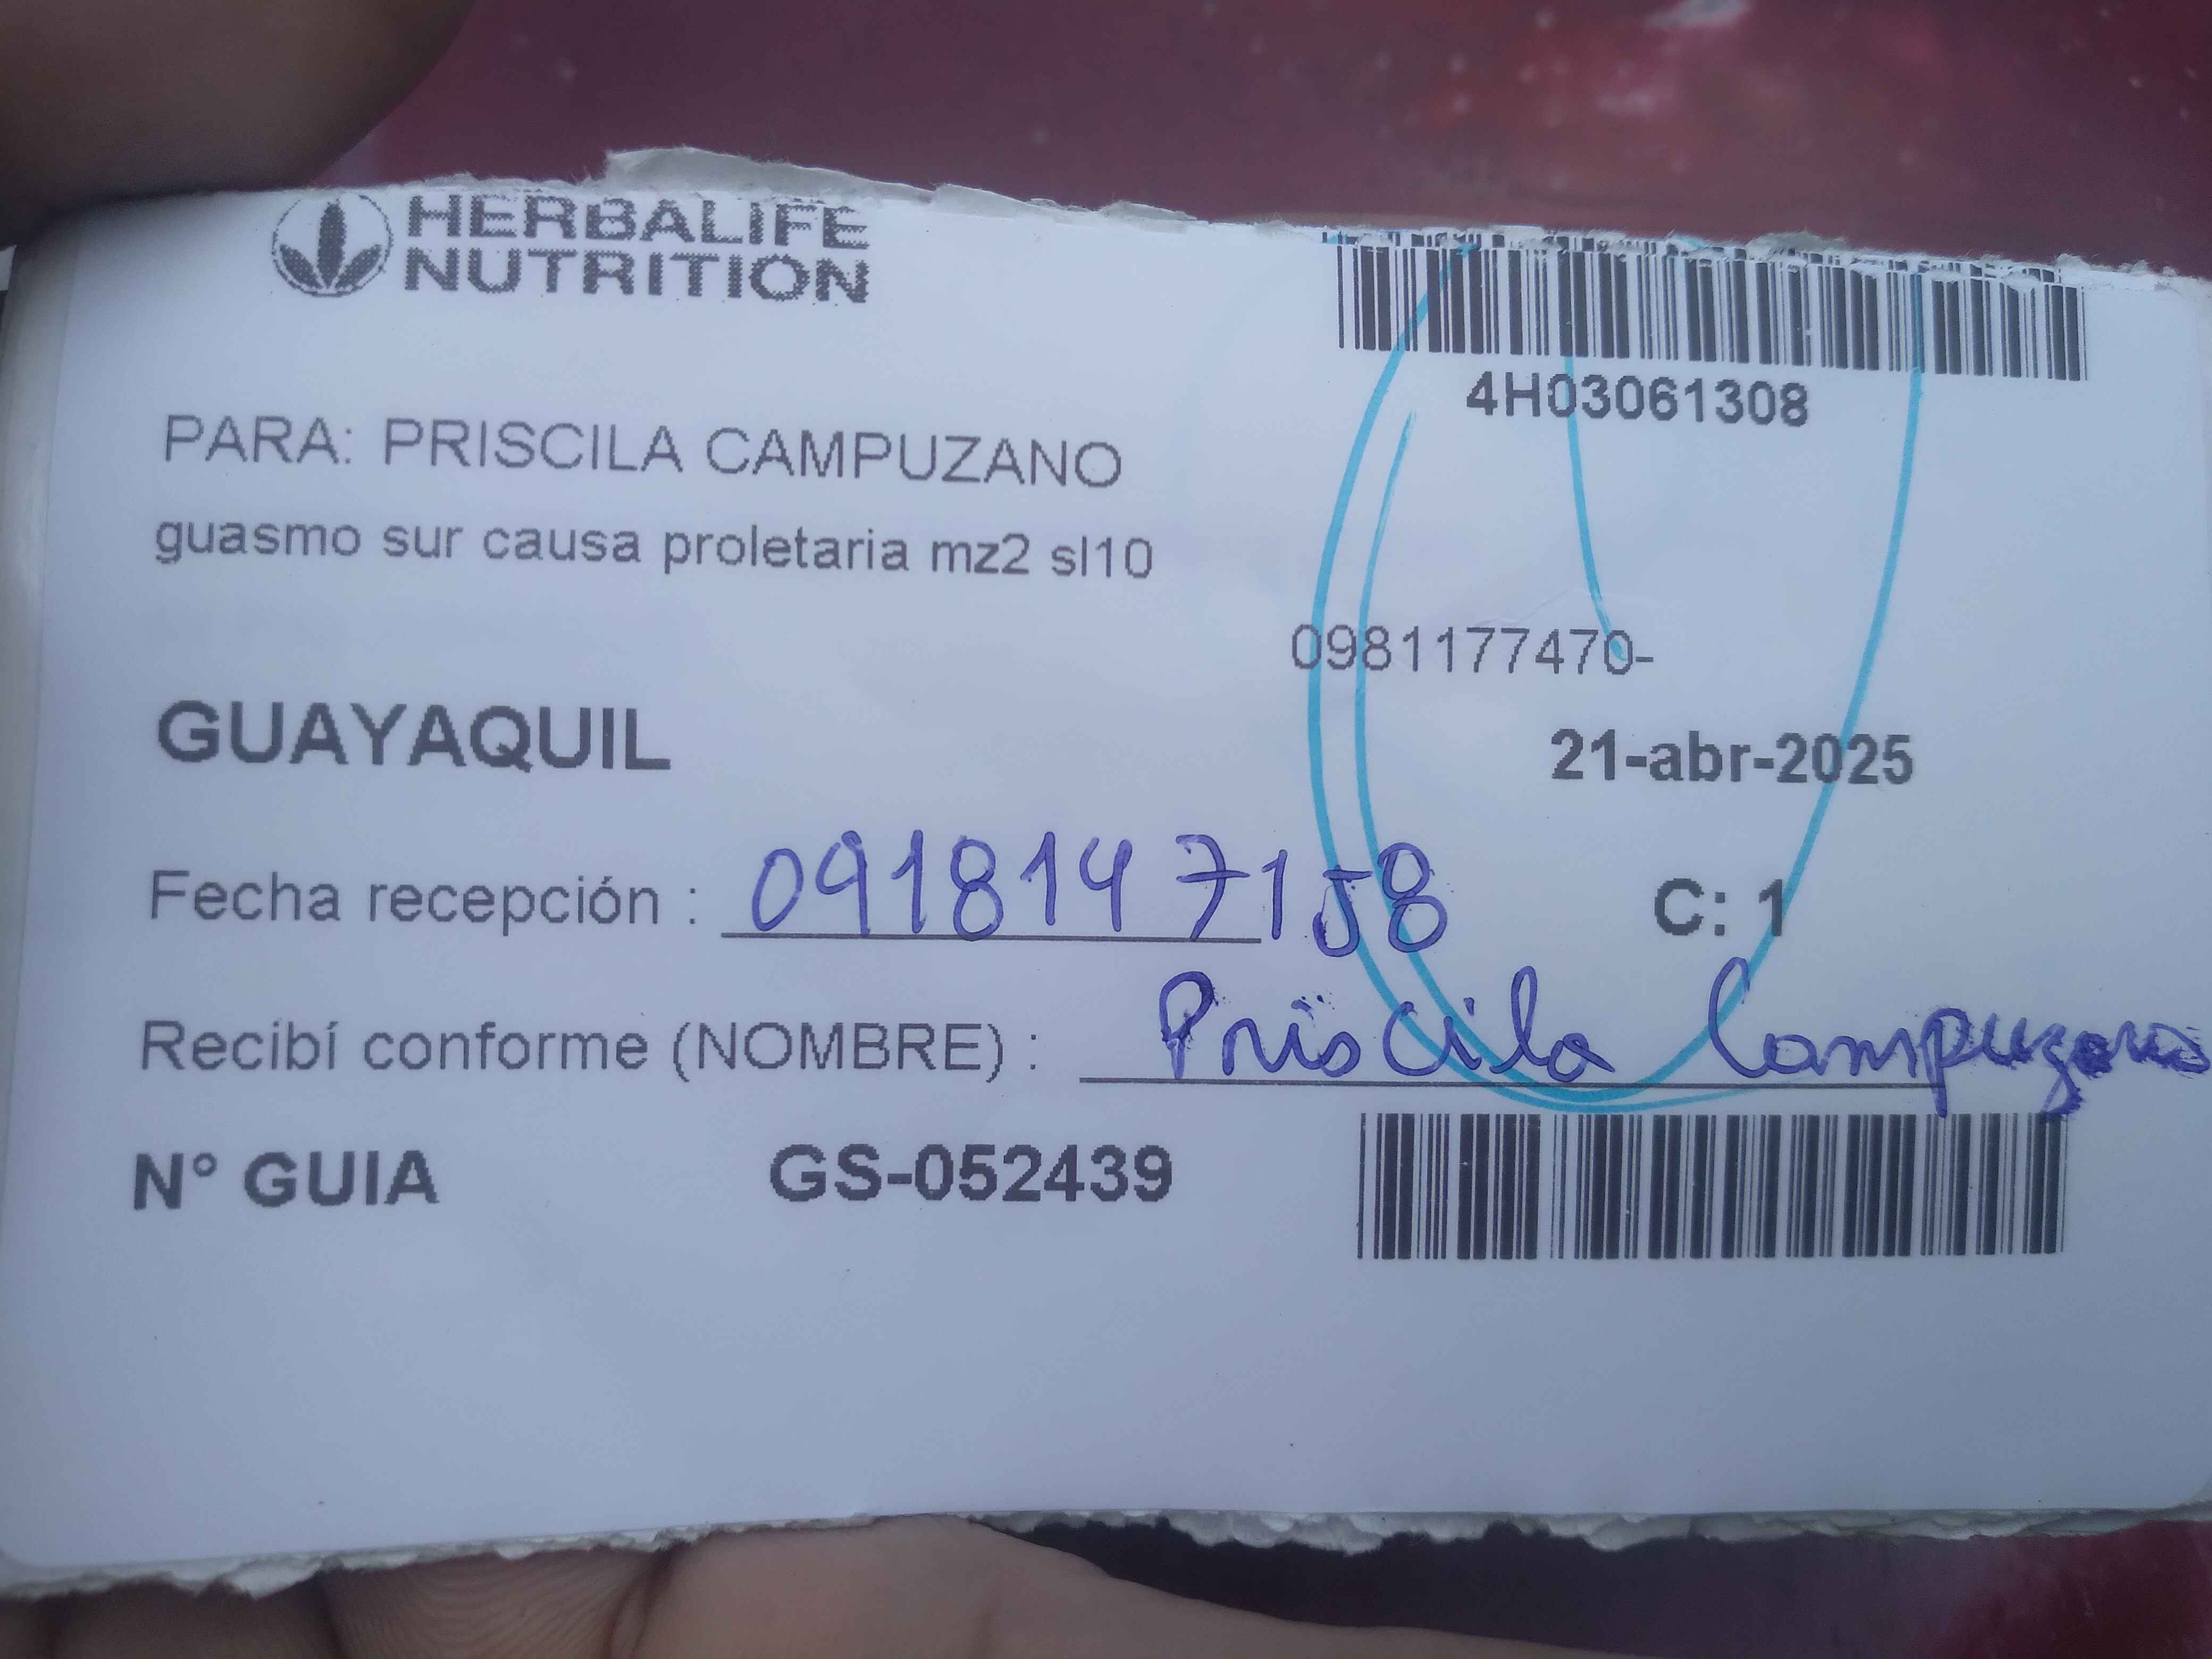 HERBALIFE
NUTRITION
4H03061308
PARA: PRISCILA CAMPUZANO
guasmo sur causa proletaria mz2 sl10
0981177470-
GUAYAQUIL
21-abr-2025
Fecha recepción : 0918147158
C: 1
Recibí conforme (NOMBRE) : Priscila Campuzano
N° GUIA GS-052439